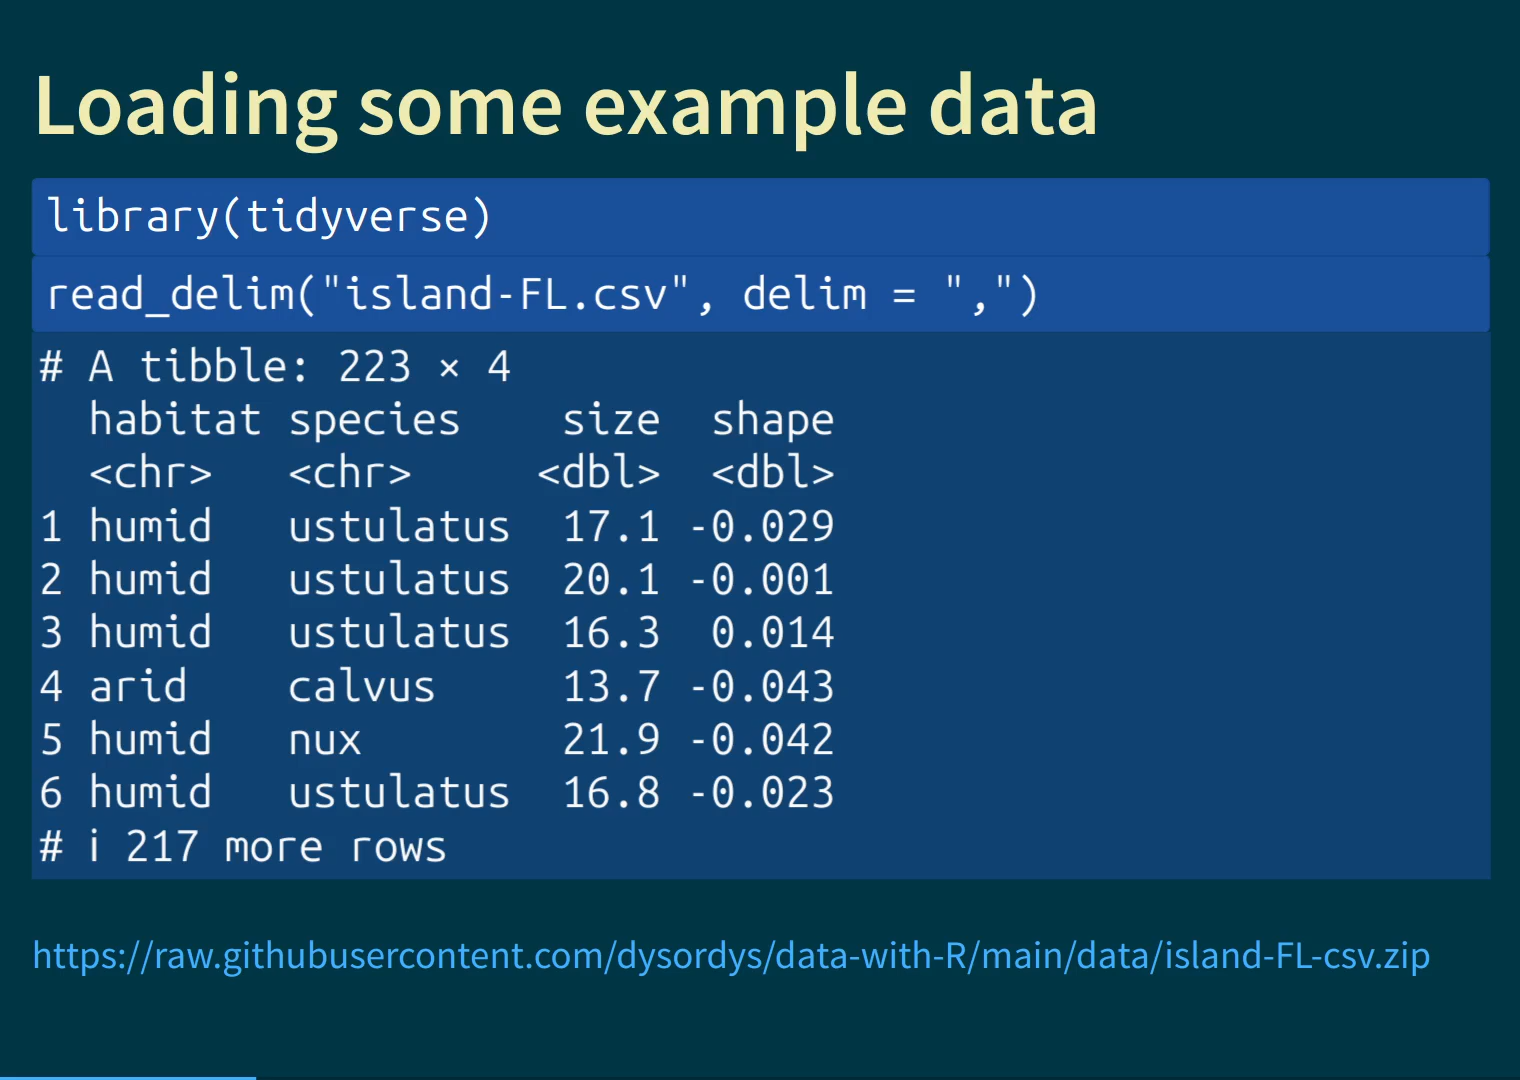 Loading some example data
library(tidyverse)
read_delim("island-FL.csv", delim = ",")
# A tibble: 223 × 4
  habitat species    size  shape
  <chr>   <chr>     <dbl>  <dbl>
1 humid   ustulatus  17.1 -0.029
2 humid   ustulatus  20.1 -0.001
3 humid   ustulatus  16.3  0.014
4 arid    calvus     13.7 -0.043
5 humid   nux        21.9 -0.042
6 humid   ustulatus  16.8 -0.023
# i 217 more rows
https://raw.githubusercontent.com/dysordys/data-with-R/main/data/island-FL-csv.zip